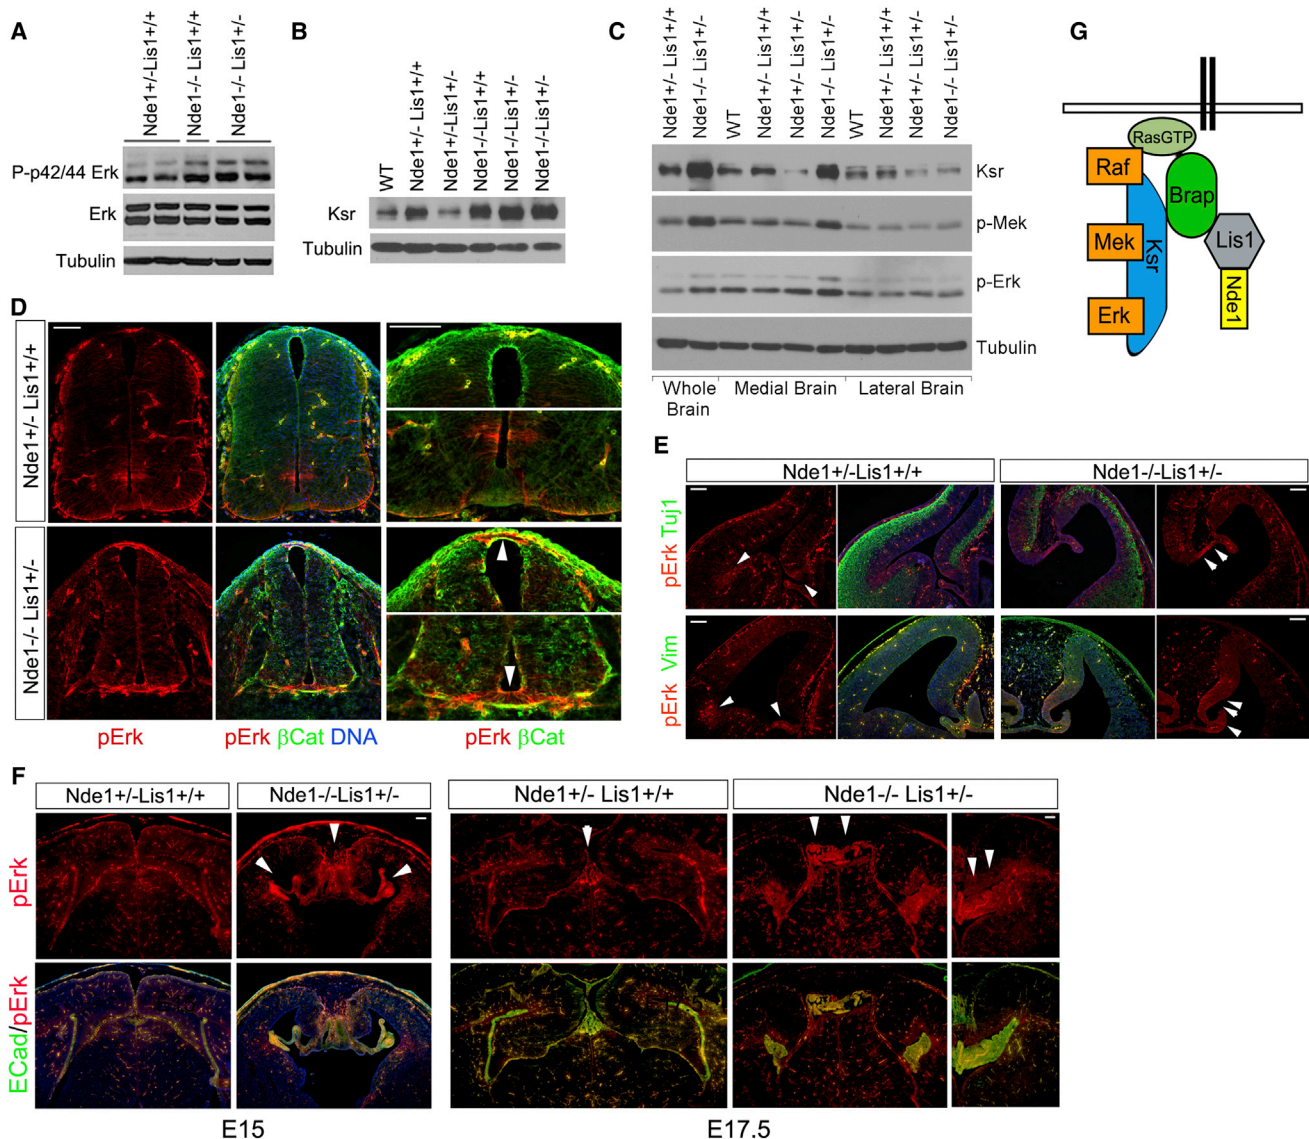 A
Nde1+/-Lis1+/+
Nde1-/- Lis1+/+
Nde1-/- Lis1+/-
P-p42/44 Erk
Erk
Tubulin
B
WT
Nde1+/- Lis1+/+
Nde1+/-Lis1+/-
Nde1-/-Lis1+/+
Nde1-/-Lis1+/-
Nde1-/-Lis1+/-
Ksr
Tubulin
C
Nde1+/- Lis1+/+
Nde1-/- Lis1+/-
WT
Nde1+/- Lis1+/+
Nde1+/- Lis1+/-
Nde1-/- Lis1+/-
WT
Nde1+/- Lis1+/+
Nde1+/- Lis1+/-
Nde1-/- Lis1+/-
Ksr
p-Mek
p-Erk
Tubulin
Whole Brain
Medial Brain
Lateral Brain
G
RasGTP
Raf
Brap
Mek
Ksr
Lis1
Erk
Nde1
D
Nde1+/- Lis1+/+
Nde1-/- Lis1+/-
pErk
pErk βCat DNA
pErk βCat
E
Nde1+/-Lis1+/+
Nde1-/-Lis1+/-
pErk Tuj1
pErk Vim
F
Nde1+/-Lis1+/+
Nde1-/-Lis1+/-
Nde1+/- Lis1+/+
Nde1-/- Lis1+/-
pErk
ECad/pErk
E15
E17.5